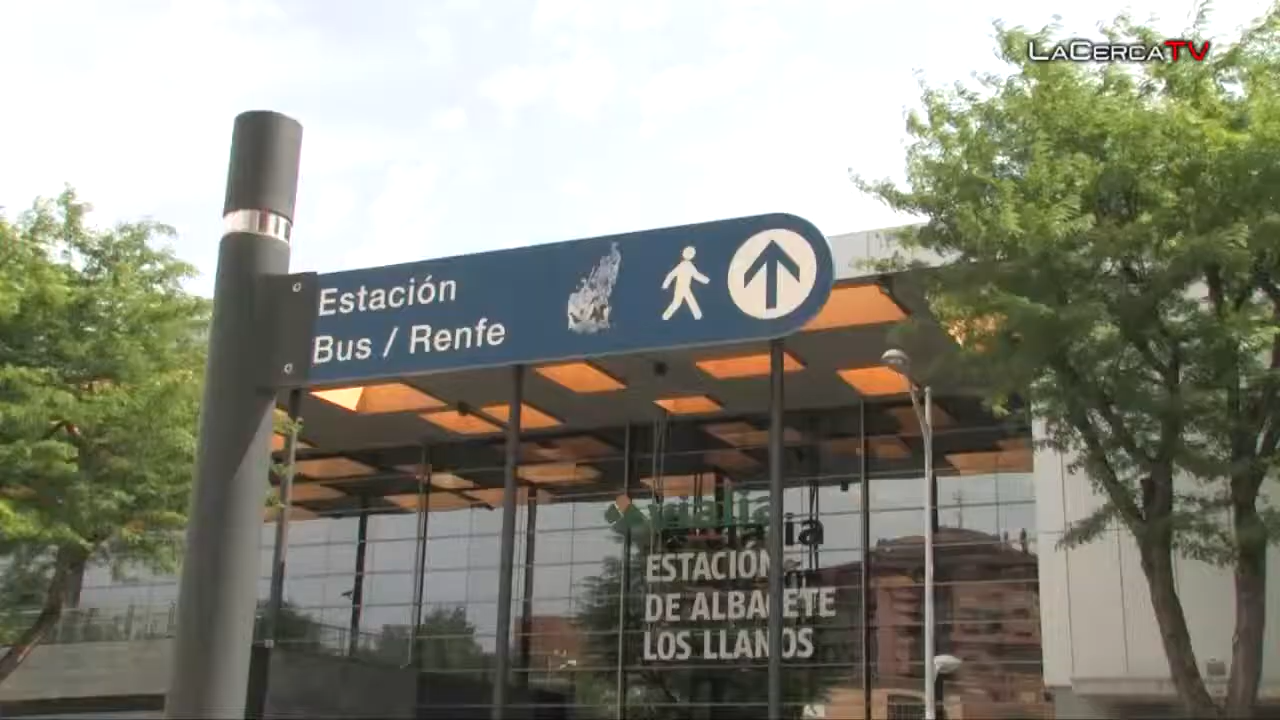 LACERCATV
Estación
Bus / Renfe
ESTACIÓN
DE ALBACETE
LOS LLANOS